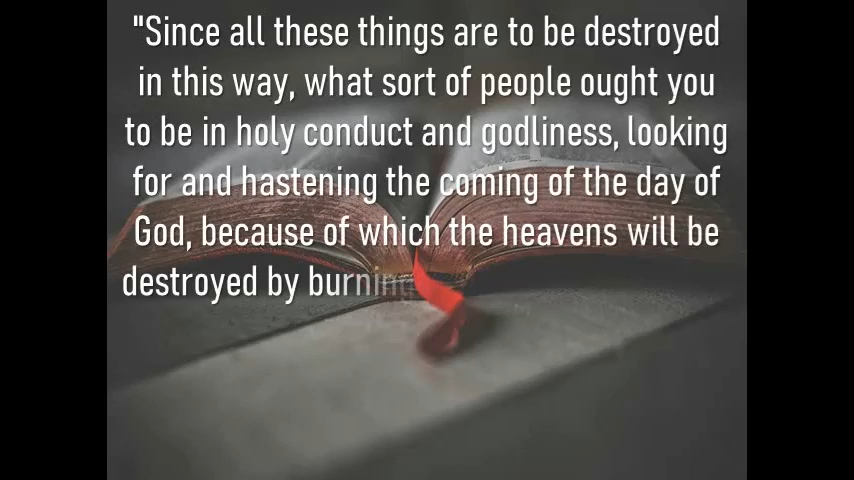 "Since all these things are to be destroyed
in this way, what sort of people ought you
to be in holy conduct and godliness, looking
for and hastening the coming of the day of
God, because of which the heavens will be
destroyed by burning